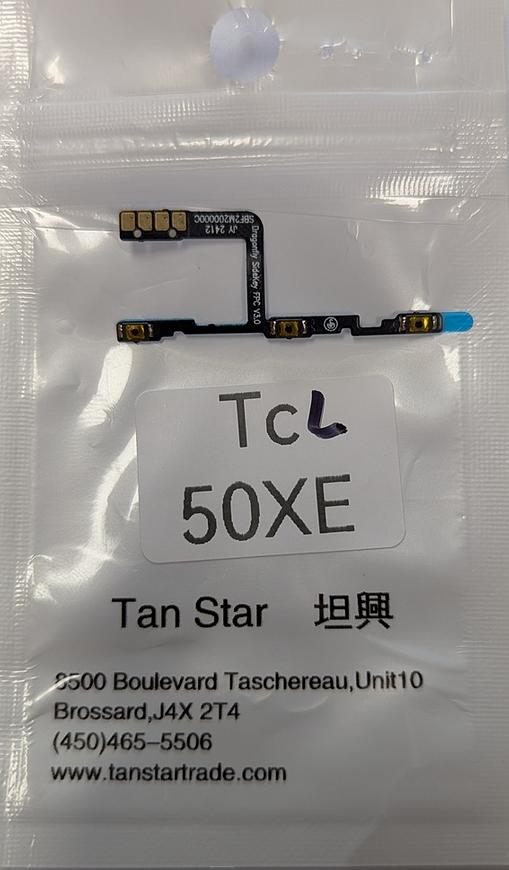 SBF2M200000C
JY 2412
Dragonfly SideKey FPC V3.0
TcL
50XE
Tan Star 坦興
8500 Boulevard Taschereau,Unit10
Brossard,J4X 2T4
(450)465–5506
www.tanstartrade.com